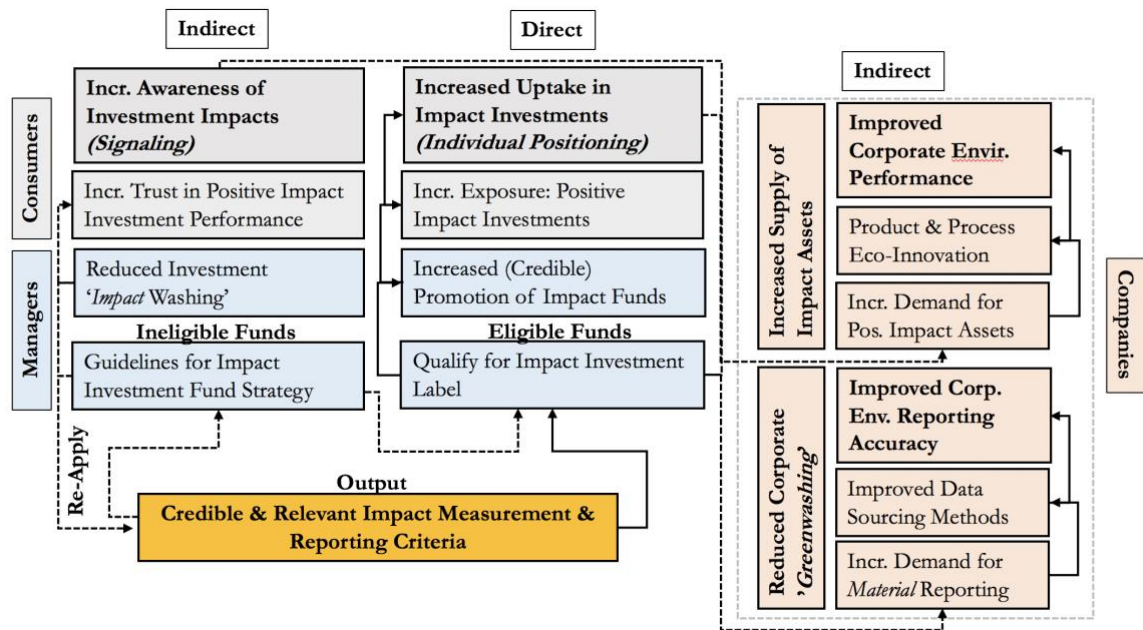 Indirect
Direct
Indirect
Consumers
Incr. Awareness of
Investment Impacts
(Signaling)
Increased Uptake in
Impact Investments
(Individual Positioning)
Incr. Trust in Positive Impact
Investment Performance
Incr. Exposure: Positive
Impact Investments
Managers
Reduced Investment
‘Impact Washing’
Increased (Credible)
Promotion of Impact Funds
Ineligible Funds
Eligible Funds
Guidelines for Impact
Investment Fund Strategy
Qualify for Impact Investment
Label
Re-Apply
Output
Credible & Relevant Impact Measurement &
Reporting Criteria
Increased Supply of
Impact Assets
Improved
Corporate Envir.
Performance
Product & Process
Eco-Innovation
Incr. Demand for
Pos. Impact Assets
Companies
Reduced Corporate
’Greenwashing’
Improved Corp.
Env. Reporting
Accuracy
Improved Data
Sourcing Methods
Incr. Demand for
Material Reporting